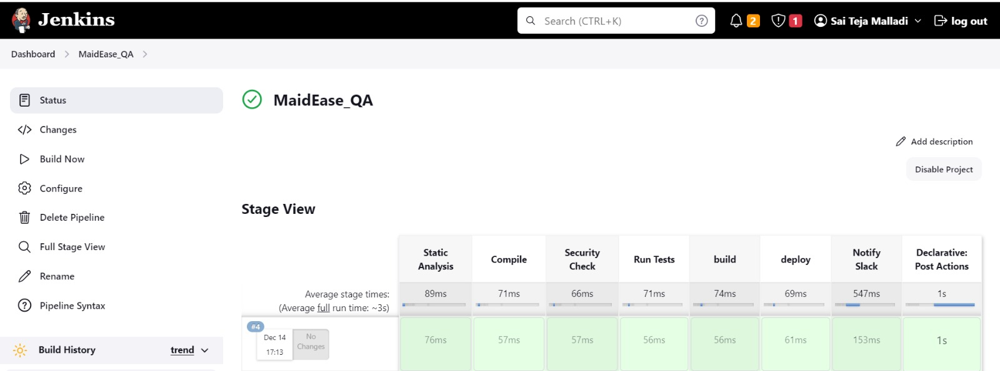 Jenkins
Search (CTRL+K)
2
1
Sai Teja Malladi
log out
Dashboard
MaidEase_QA
Status
Changes
Build Now
Configure
Delete Pipeline
Full Stage View
Rename
Pipeline Syntax
Build History
trend
MaidEase_QA
Add description
Disable Project
Stage View
Static Analysis
Compile
Security Check
Run Tests
build
deploy
Notify Slack
Declarative: Post Actions
Average stage times:
(Average full run time: ~3s)
89ms
71ms
66ms
71ms
74ms
69ms
547ms
1s
#4
Dec 14
17:13
No Changes
76ms
57ms
57ms
56ms
56ms
61ms
153ms
1s